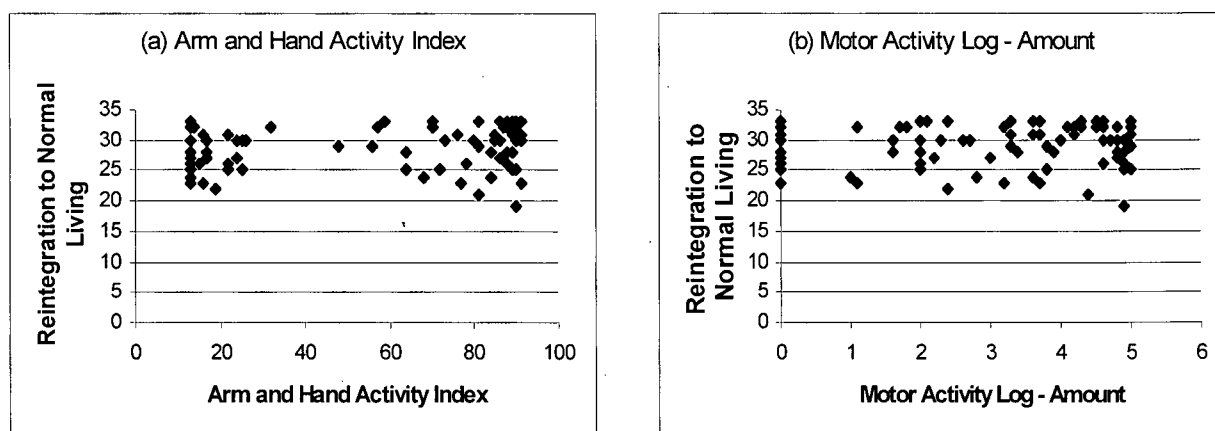 (a) Arm and Hand Activity Index
Reintegration to Normal
Living
35
30
25
20
15
10
5
0
0 20 40 60 80 100
Arm and Hand Activity Index
(b) Motor Activity Log - Amount
Reintegration to
Normal Living
35
30
25
20
15
10
5
0
0 1 2 3 4 5 6
Motor Activity Log - Amount